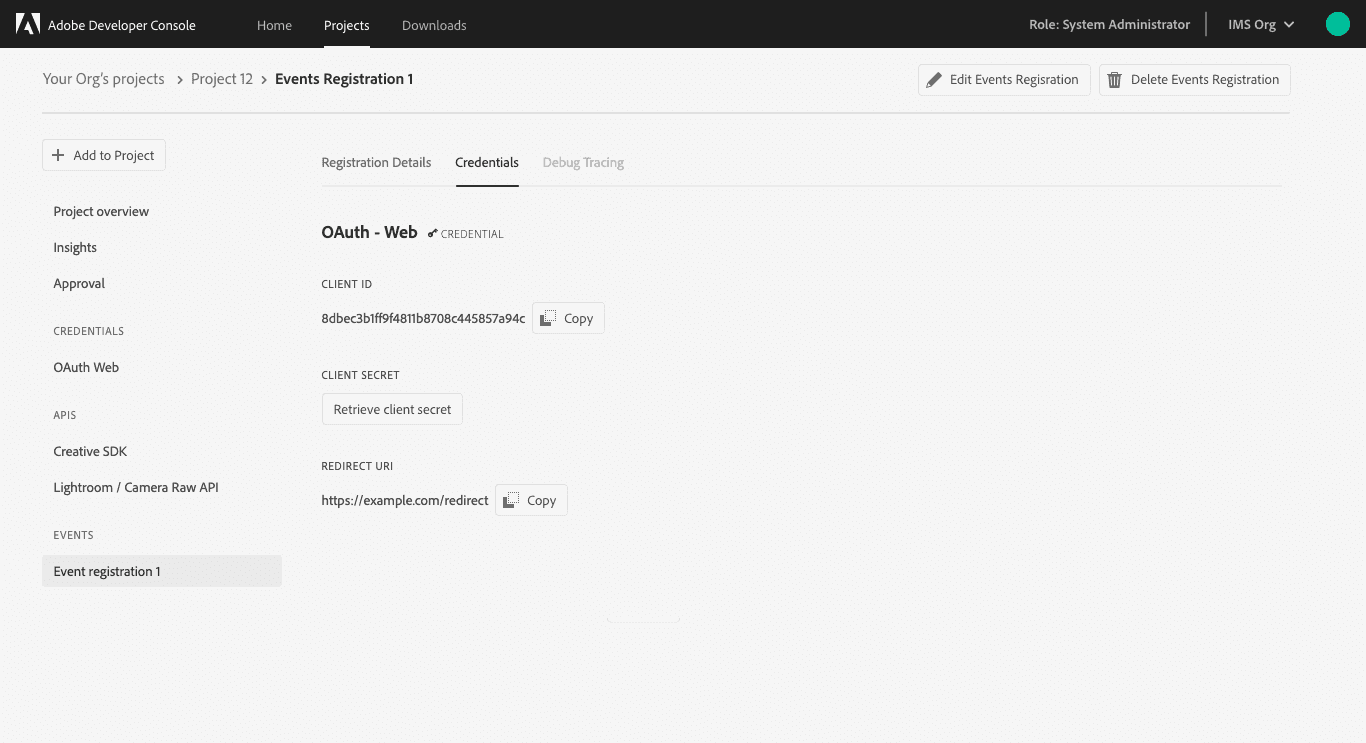 Adobe Developer Console
Home
Projects
Downloads
Role: System Administrator
IMS Org
Your Org's projects > Project 12 > Events Registration 1
Edit Events Regisration
Delete Events Registration
Add to Project
Registration Details
Credentials
Debug Tracing
Project overview
Insights
Approval
CREDENTIALS
OAuth Web
APIS
Creative SDK
Lightroom / Camera Raw API
EVENTS
Event registration 1
OAuth - Web
CREDENTIAL
CLIENT ID
8dbec3b1ff9f4811b8708c445857a94c
Copy
CLIENT SECRET
Retrieve client secret
REDIRECT URI
https://example.com/redirect
Copy